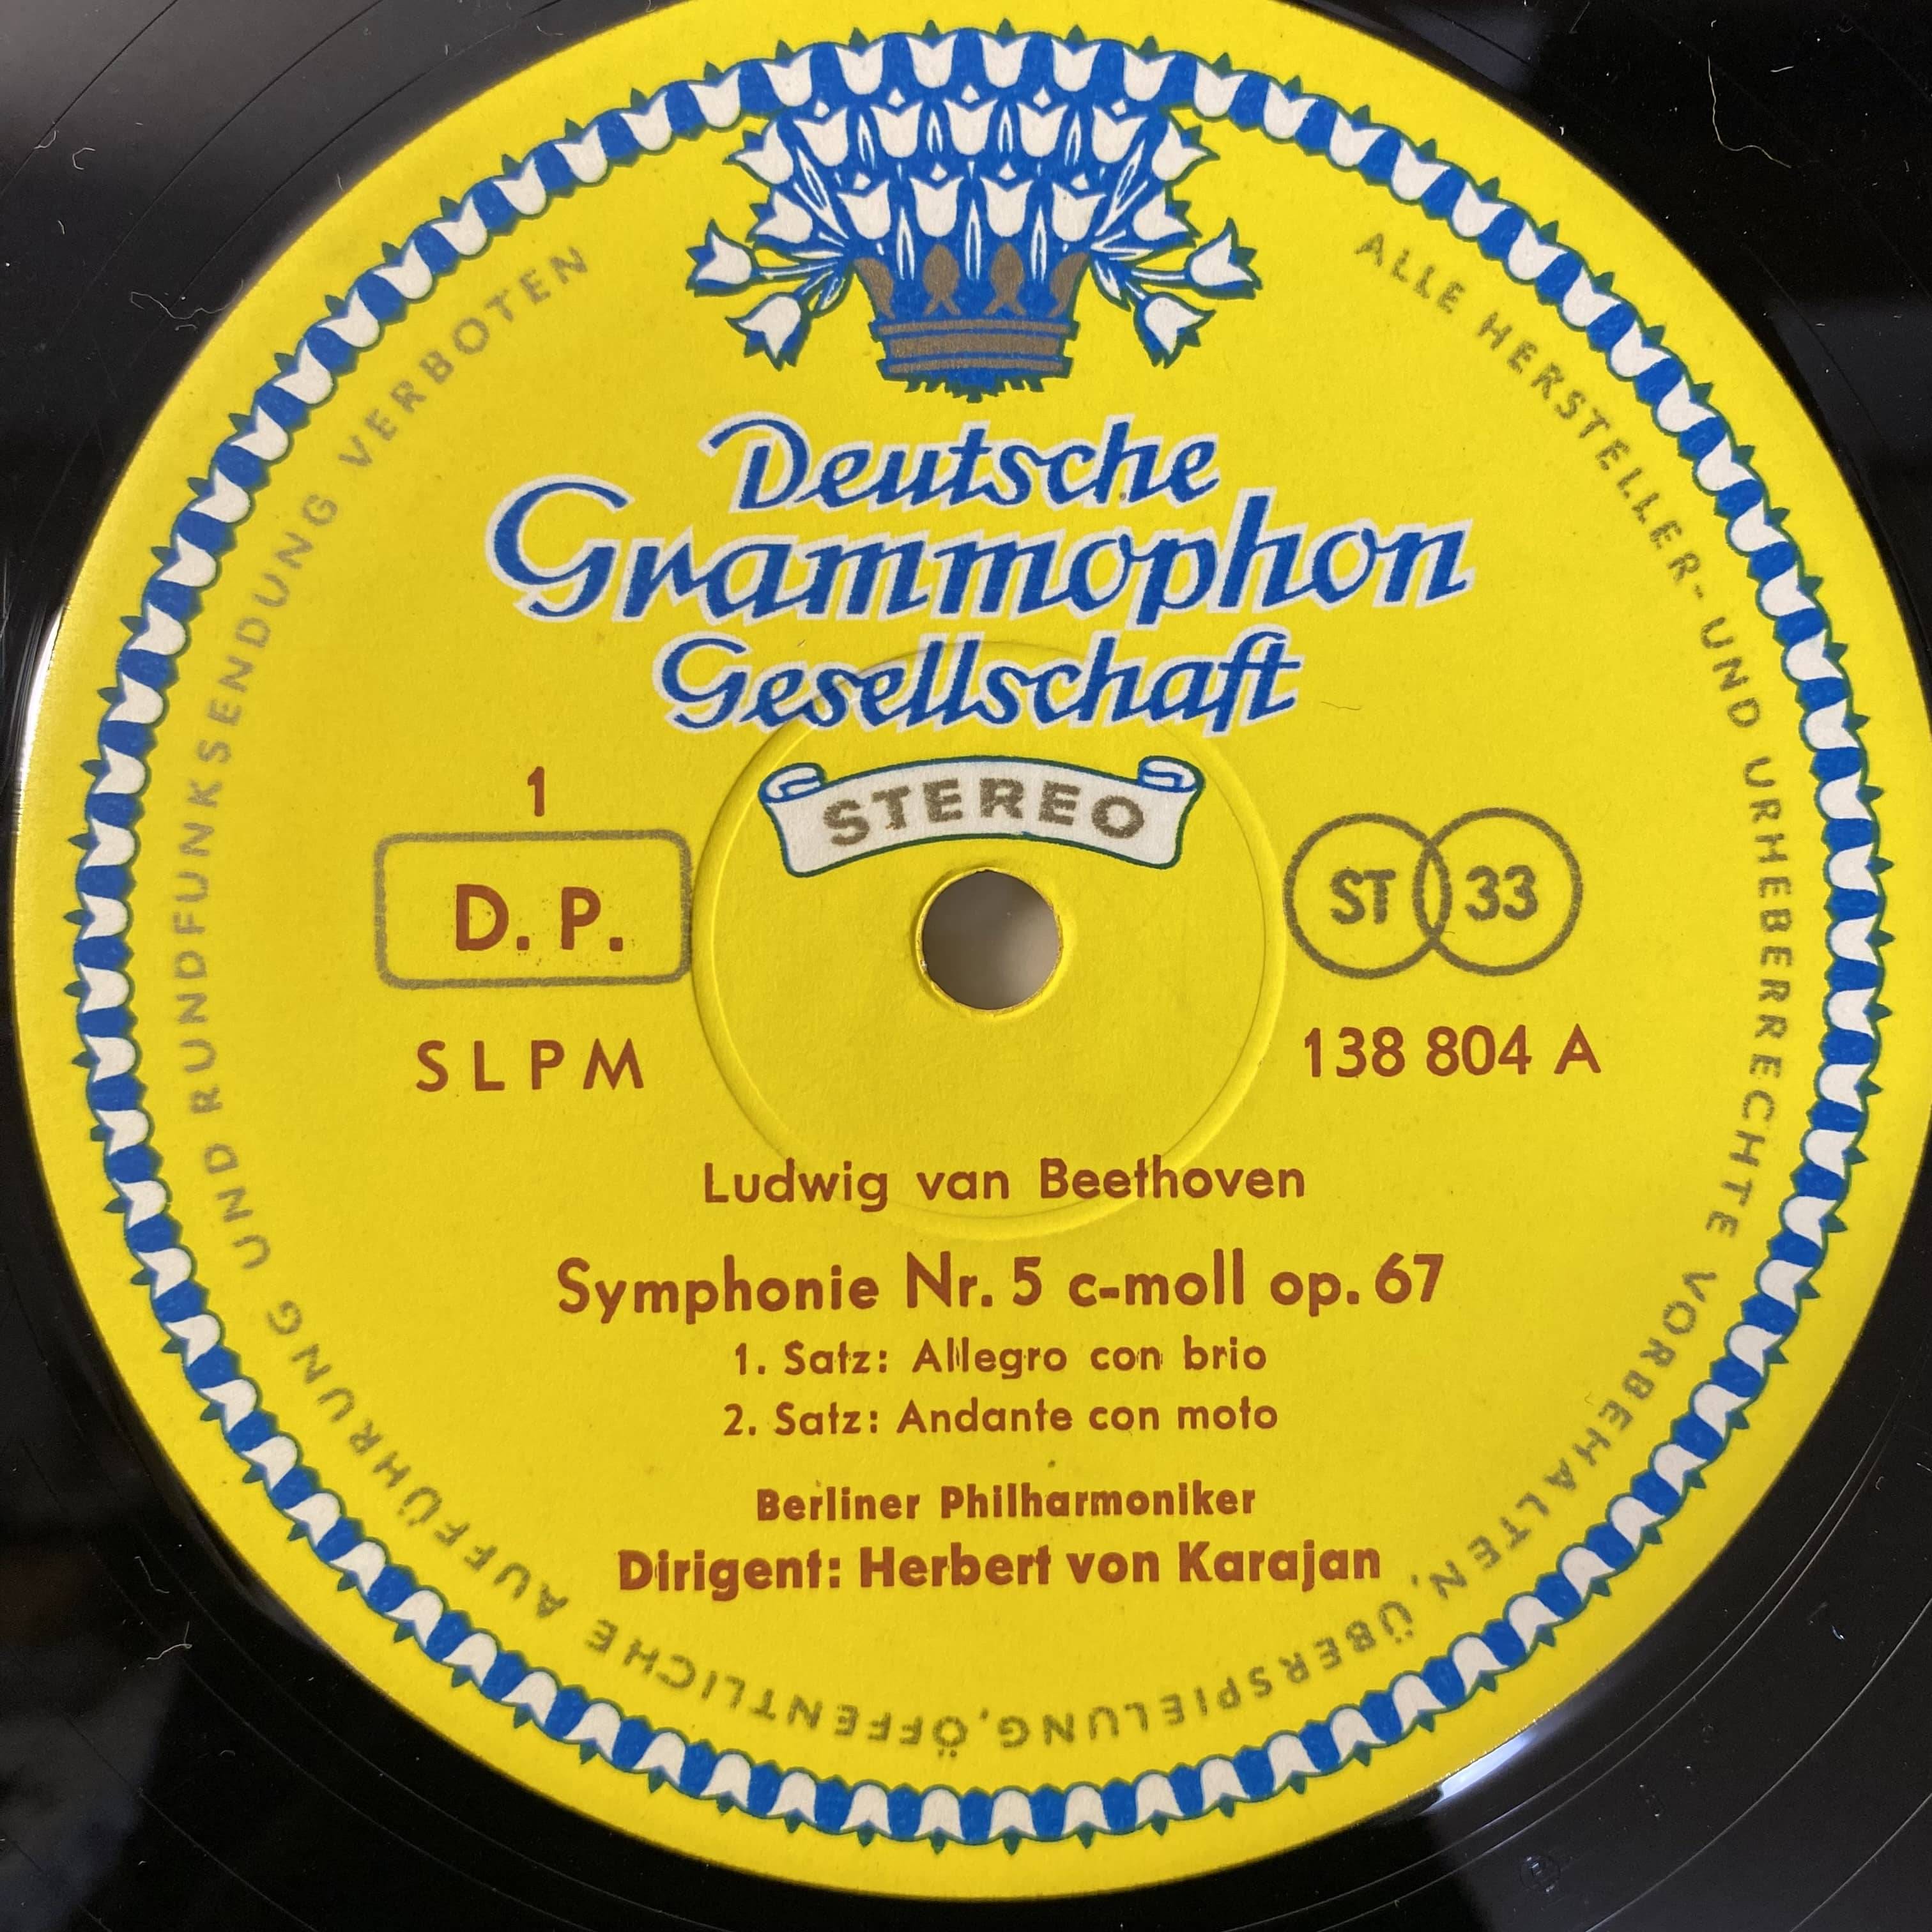 Deutsche
Grammophon
Gesellschaft
STEREO
1
D. P.
ST 33
SLPM
138 804 A
Ludwig van Beethoven
Symphonie Nr. 5 c-moll op. 67
1. Satz: Allegro con brio
2. Satz: Andante con moto
Berliner Philharmoniker
Dirigent: Herbert von Karajan
ALLE HERSTELLER- UND URHEBERRECHTE VORBEHALTEN, ÜBERSPIELUNG, ÖFFENTLICHE AUFFÜHRUNG UND RUNDFUNKSENDUNG VERBOTEN